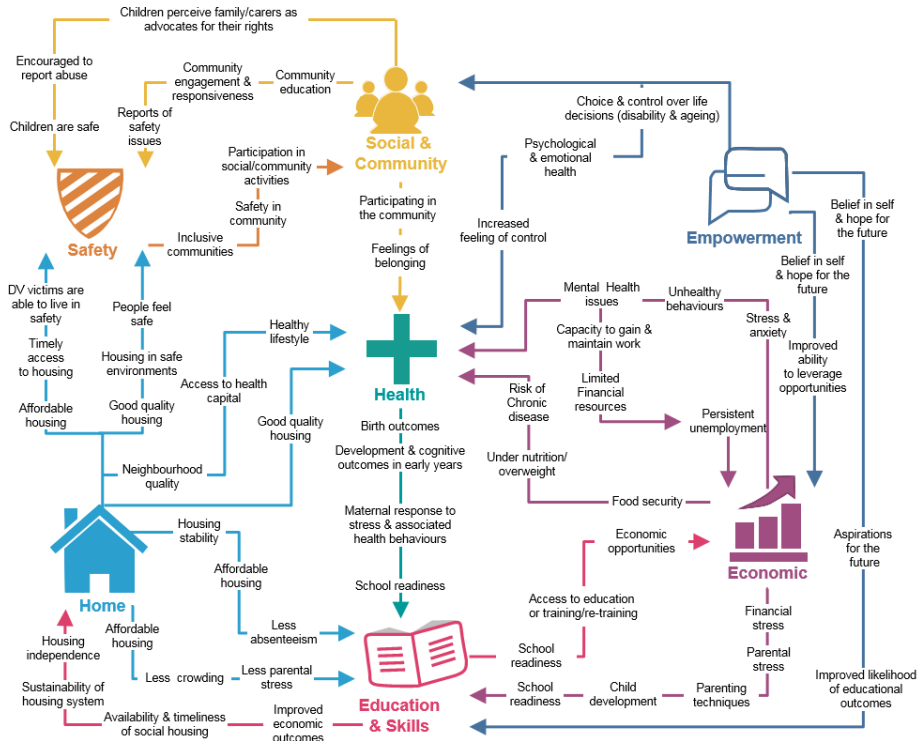 Children perceive family/carers as
advocates for their rights
Encouraged to
report abuse
Children are safe
Community
engagement &
responsiveness
Community
education
Reports of
safety
issues
Social &
Community
Participation in
social/community
activities
Safety in
community
Inclusive
communities
Safety
Participating in
the community
Feelings of
belonging
Choice & control over life
decisions (disability & ageing)
Psychological
& emotional
health
Increased
feeling of control
Empowerment
Belief in self
& hope for
the future
Belief in self
& hope for the
future
DV victims are
able to live in
safety
Timely
access
to housing
Affordable
housing
People feel
safe
Housing in safe
environments
Good quality
housing
Healthy
lifestyle
Access to health
capital
Neighbourhood
quality
Good quality
housing
Health
Mental Health
issues
Unhealthy
behaviours
Stress &
anxiety
Capacity to gain &
maintain work
Limited
Financial
resources
Persistent
unemployment
Improved
ability
to leverage
opportunities
Risk of
Chronic
disease
Under nutrition/
overweight
Food security
Birth outcomes
Development & cognitive
outcomes in early years
Maternal response to
stress & associated
health behaviours
School readiness
Economic
Home
Housing
stability
Affordable
housing
Less
absenteeism
Affordable
housing
Less crowding
Less parental
stress
Housing
independence
Sustainability of
housing system
Availability & timeliness
of social housing
Improved
economic
outcomes
Education
& Skills
School
readiness
Access to education
or training/re-training
Economic
opportunities
Financial
stress
Parental
stress
Parenting
techniques
Child
development
School
readiness
Aspirations
for the
future
Improved likelihood
of educational
outcomes